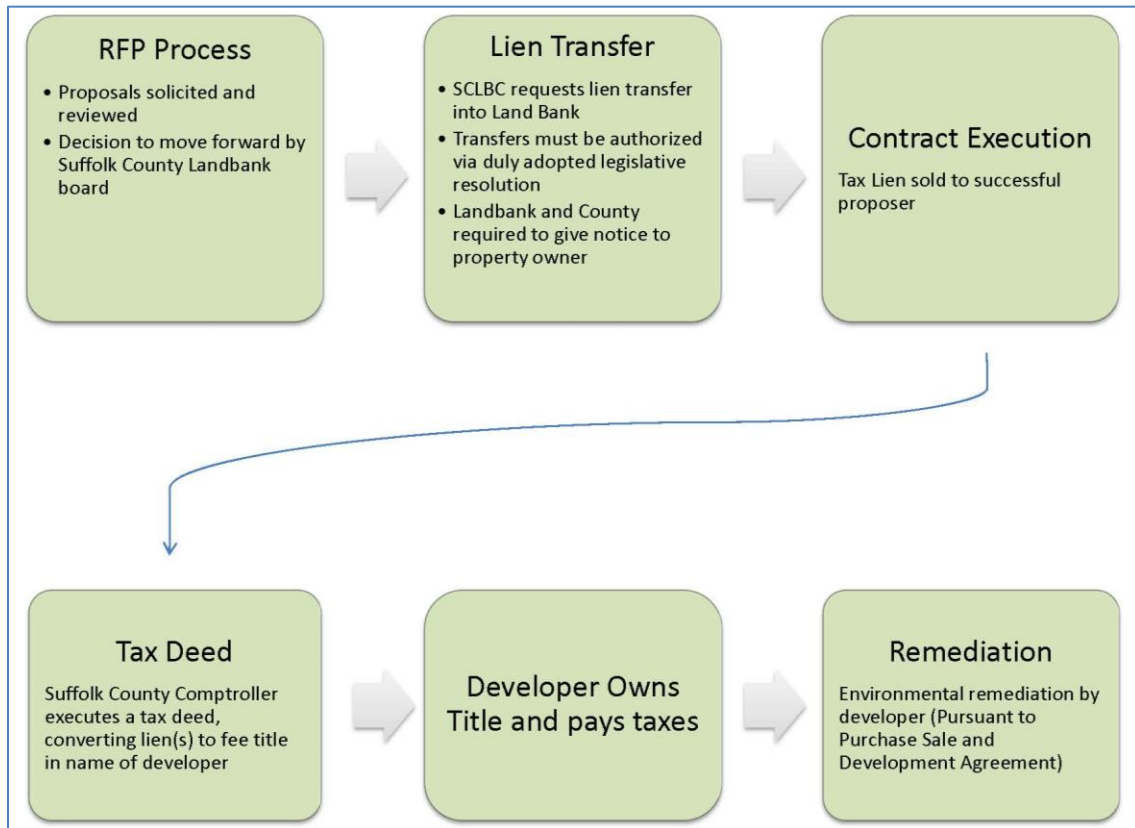 RFP Process
• Proposals solicited and
reviewed
• Decision to move forward by
Suffolk County Landbank
board
Lien Transfer
• SCLBC requests lien transfer
into Land Bank
• Transfers must be authorized
via duly adopted legislative
resolution
• Landbank and County
required to give notice to
property owner
Contract Execution
Tax Lien sold to successful
proposer
Tax Deed
Suffolk County Comptroller
executes a tax deed,
converting lien(s) to fee title
in name of developer
Developer Owns
Title and pays taxes
Remediation
Environmental remediation by
developer (Pursuant to
Purchase Sale and
Development Agreement)